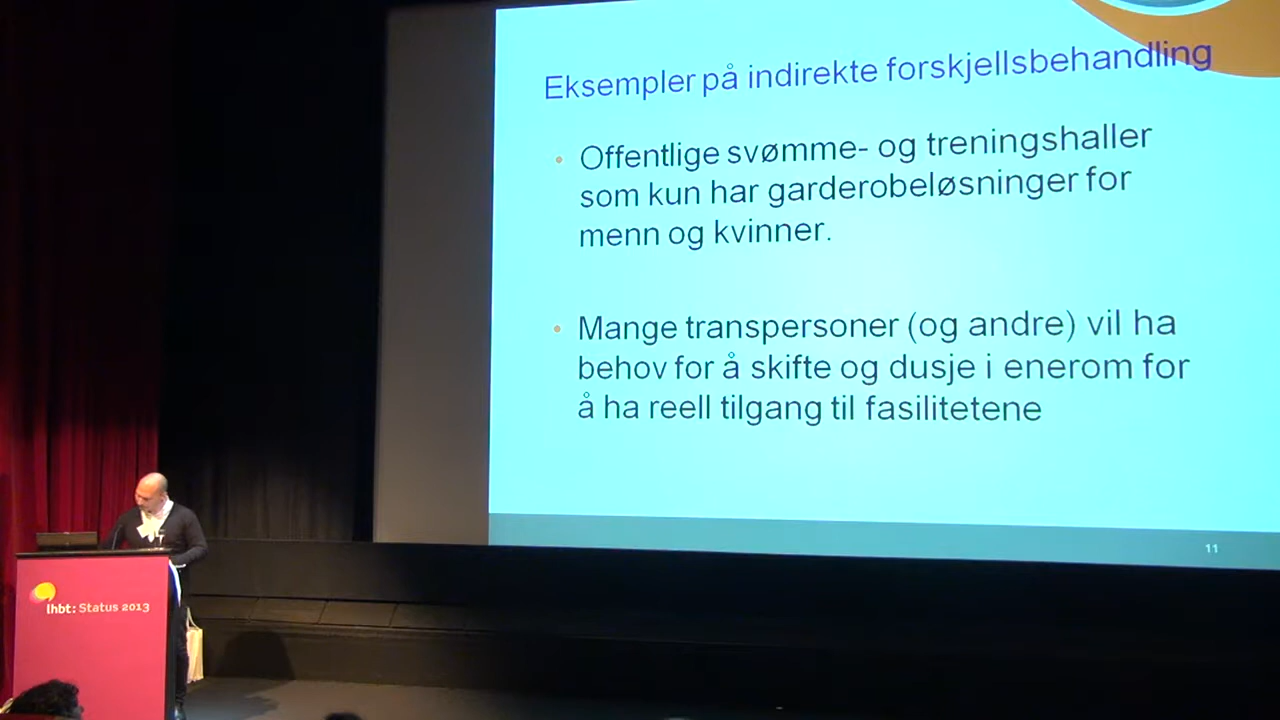 Eksempler på indirekte forskjellsbehandling
• Offentlige svømme- og treningshaller
som kun har garderobeløsninger for
menn og kvinner.
• Mange transpersoner (og andre) vil ha
behov for å skifte og dusje i enerom for
å ha reell tilgang til fasilitetene
11
lhbt: Status 2013